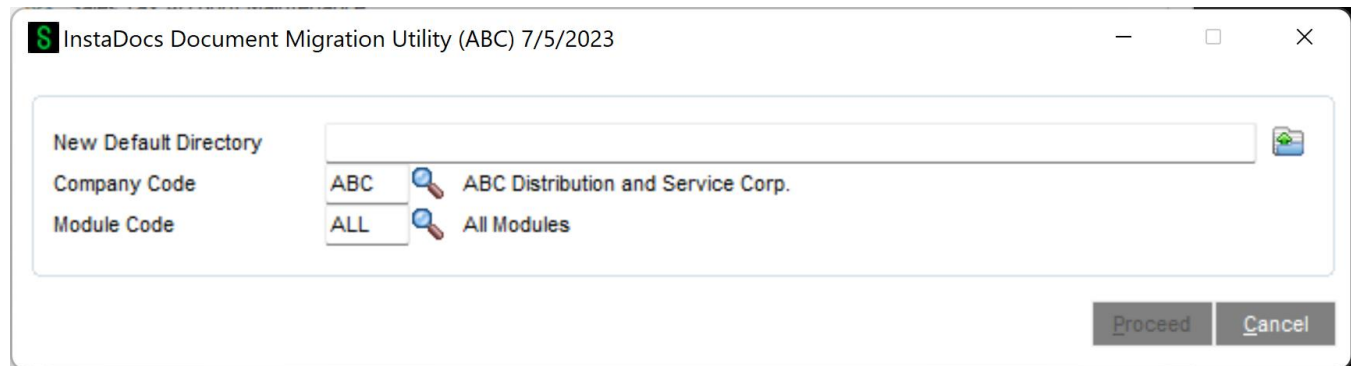 S InstaDocs Document Migration Utility (ABC) 7/5/2023
New Default Directory
Company Code ABC ABC Distribution and Service Corp.
Module Code ALL All Modules
Proceed Cancel